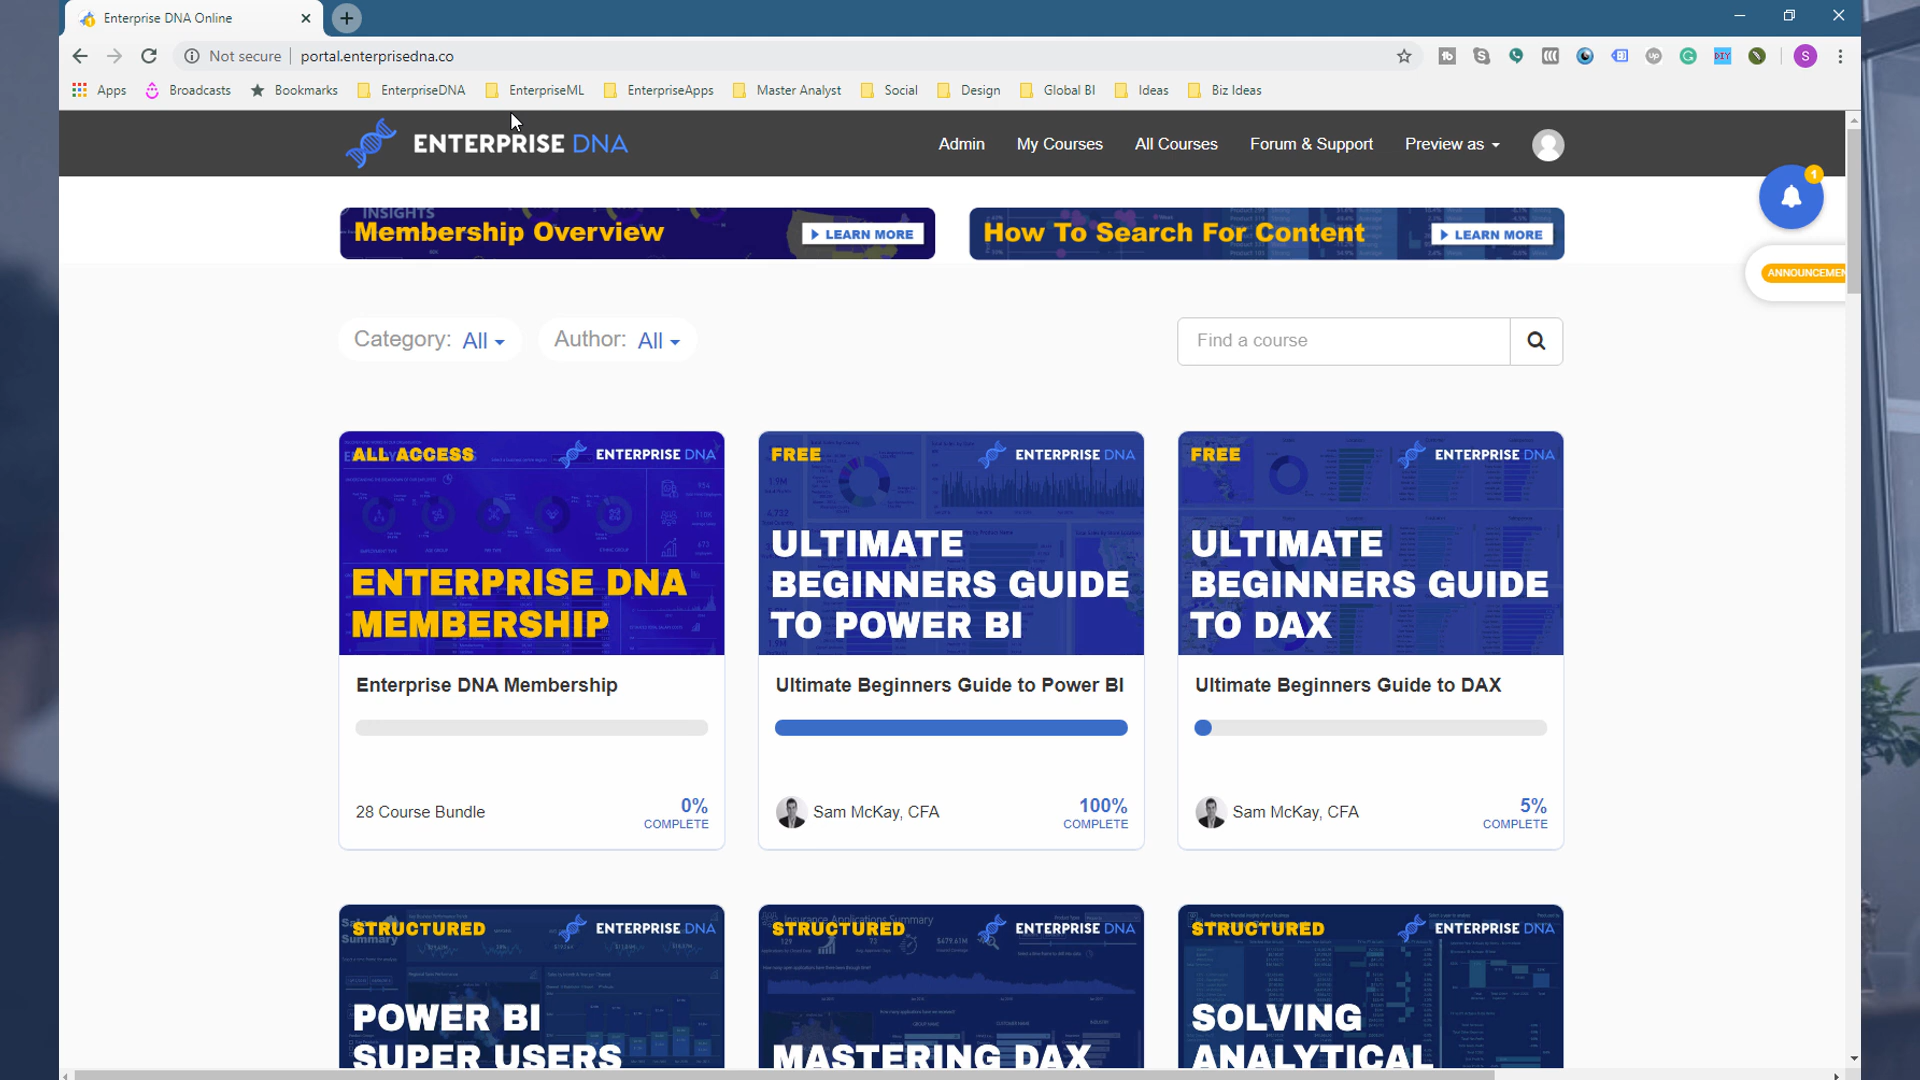 Enterprise DNA Online
Not secure
portal.enterprisedna.co
Apps
Broadcasts
Bookmarks
EnterpriseDNA
EnterpriseML
EnterpriseApps
Master Analyst
Social
Design
Global BI
Ideas
Biz Ideas
ENTERPRISE DNA
Admin
My Courses
All Courses
Forum & Support
Preview as
1
INSIGHTS
Membership Overview
LEARN MORE
How To Search For Content
LEARN MORE
ANNOUNCEMEN
Category: All
Author: All
Find a course
ALL ACCESS
ENTERPRISE DNA
ENTERPRISE DNA
MEMBERSHIP
Enterprise DNA Membership
28 Course Bundle
0%
COMPLETE
FREE
ENTERPRISE DNA
ULTIMATE
BEGINNERS GUIDE
TO POWER BI
Ultimate Beginners Guide to Power BI
Sam McKay, CFA
100%
COMPLETE
FREE
ENTERPRISE DNA
ULTIMATE
BEGINNERS GUIDE
TO DAX
Ultimate Beginners Guide to DAX
Sam McKay, CFA
5%
COMPLETE
STRUCTURED
ENTERPRISE DNA
POWER BI
SUPER USERS
Insurance Applications Summary
STRUCTURED
ENTERPRISE DNA
MASTERING DAX
STRUCTURED
ENTERPRISE DNA
SOLVING
ANALYTICAL